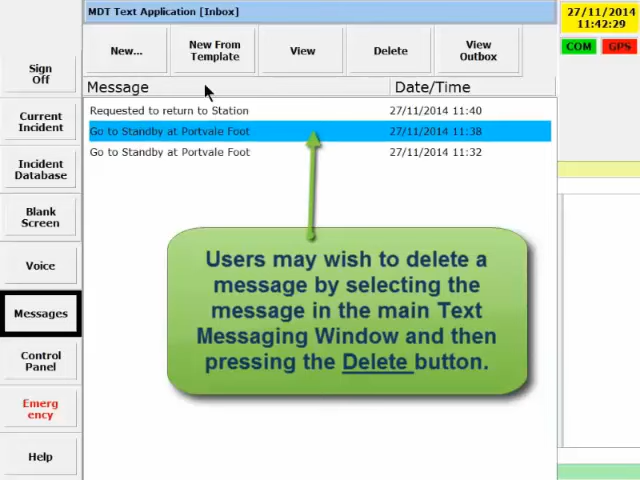 MDT Text Application [Inbox]
27/11/2014
11:42:29
COM GPS
New...
New From
Template
View
Delete
View
Outbox
Message Date/Time
Requested to return to Station 27/11/2014 11:40
Go to Standby at Portvale Foot 27/11/2014 11:38
Go to Standby at Portvale Foot 27/11/2014 11:32
Sign
Off
Current
Incident
Incident
Database
Blank
Screen
Voice
Messages
Control
Panel
Emerg
ency
Help
Users may wish to delete a
message by selecting the
message in the main Text
Messaging Window and then
pressing the Delete button.